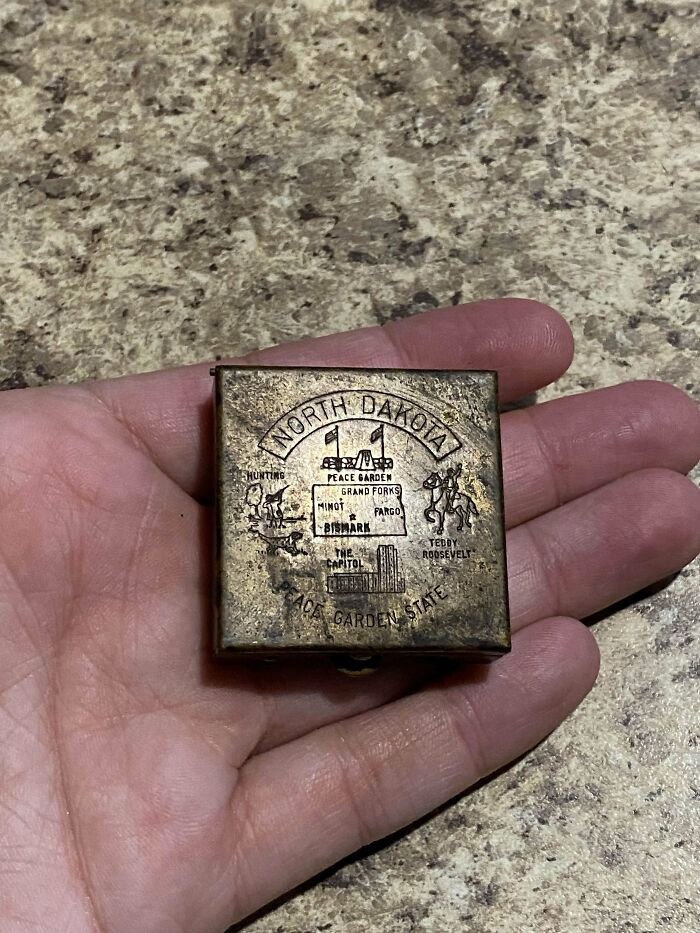 NORTH DAKOTA
PEACE GARDEN
HUNTING
GRAND FORKS
MINOT
FARGO
BISMARK
TEDDY
ROOSEVELT
THE
CAPITOL
PEACE GARDEN STATE